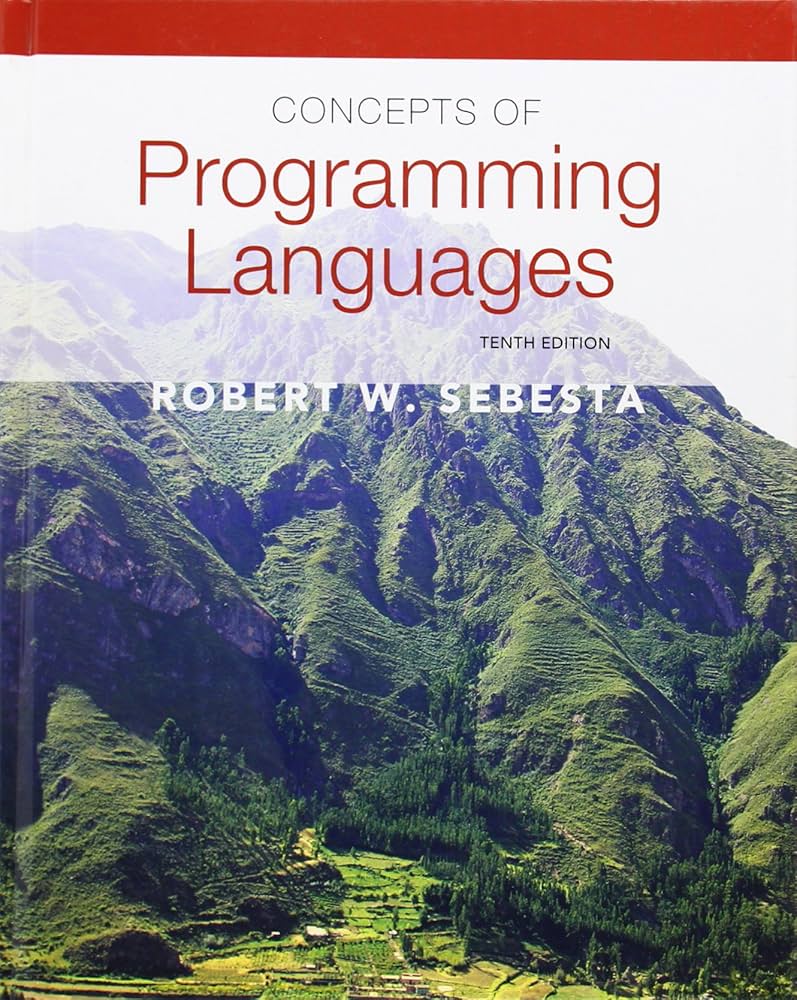 CONCEPTS OF
Programming
Languages
TENTH EDITION
ROBERT W. SEBESTA